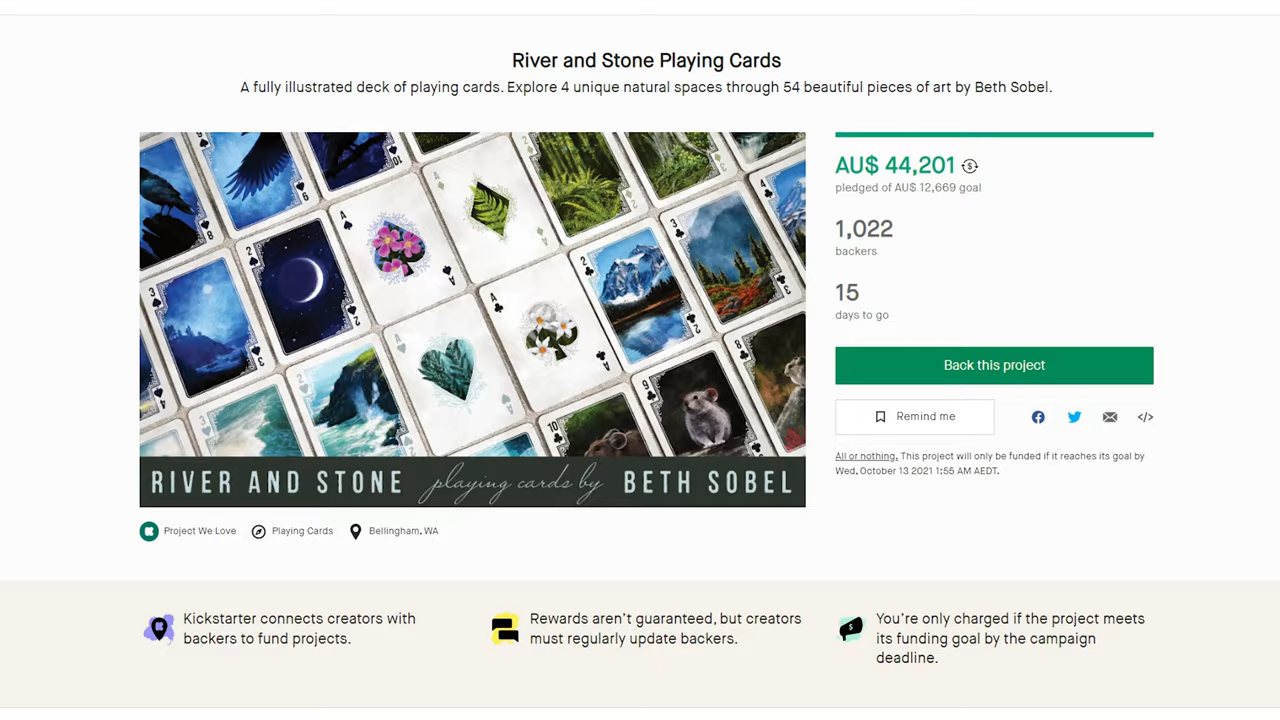 River and Stone Playing Cards
A fully illustrated deck of playing cards. Explore 4 unique natural spaces through 54 beautiful pieces of art by Beth Sobel.
RIVER AND STONE playing cards by BETH SOBEL
Project We Love Playing Cards Bellingham, WA
AU$ 44,201
pledged of AU$ 12,669 goal
1,022
backers
15
days to go
Back this project
Remind me
All or nothing. This project will only be funded if it reaches its goal by
Wed, October 13 2021 1:55 AM AEDT.
Kickstarter connects creators with
backers to fund projects.
Rewards aren't guaranteed, but creators
must regularly update backers.
You're only charged if the project meets
its funding goal by the campaign
deadline.